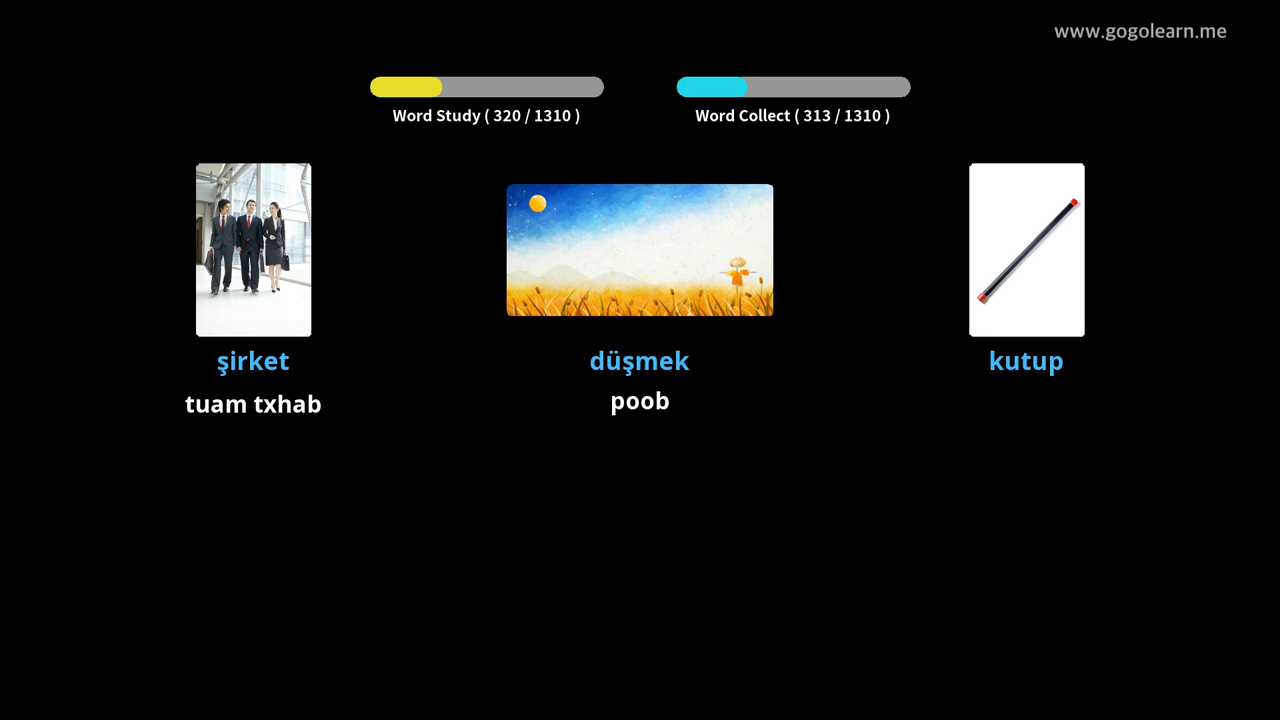 www.gogolearn.me
Word Study ( 320 / 1310 )
Word Collect ( 313 / 1310 )
şirket
düşmek
kutup
tuam txhab
poob